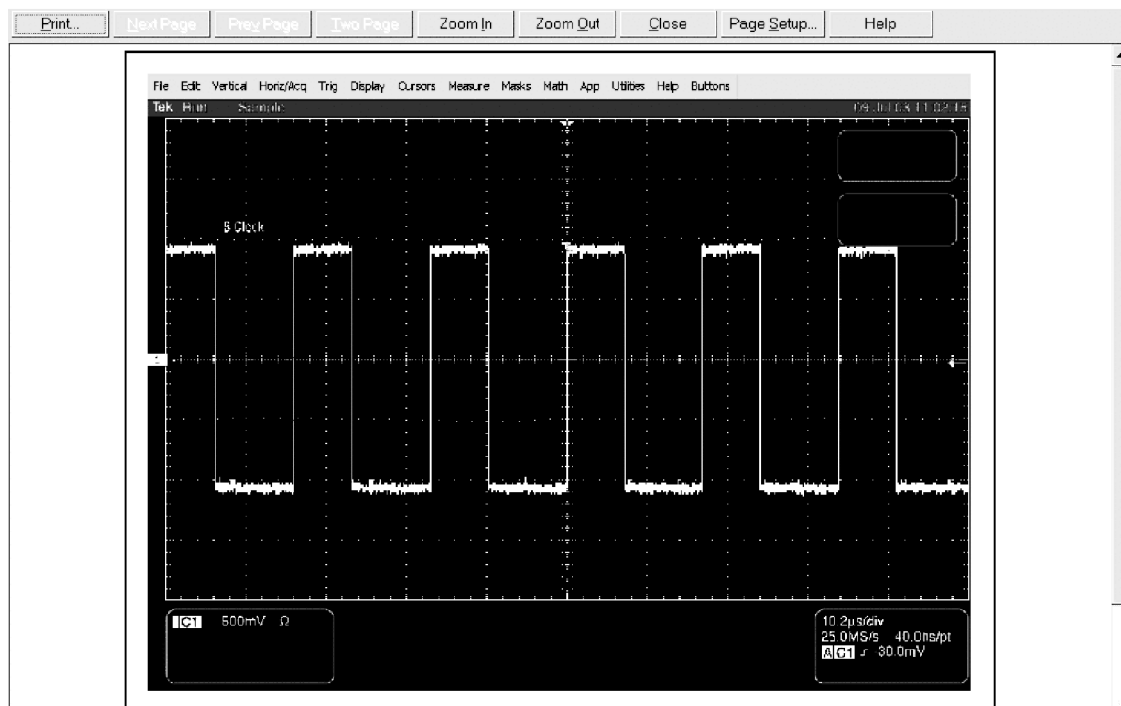 Print... Next Page Prev Page Two Page Zoom In Zoom Out Close Page Setup... Help
File Edit Vertical Horiz/Acq Trig Display Cursors Measure Masks Math App Utilities Help Buttons
Tek Run Sample
S Clock
1
C1 500mV Ω
10.2µs/div
25.0MS/s 40.0ns/pt
A C1 30.0mV